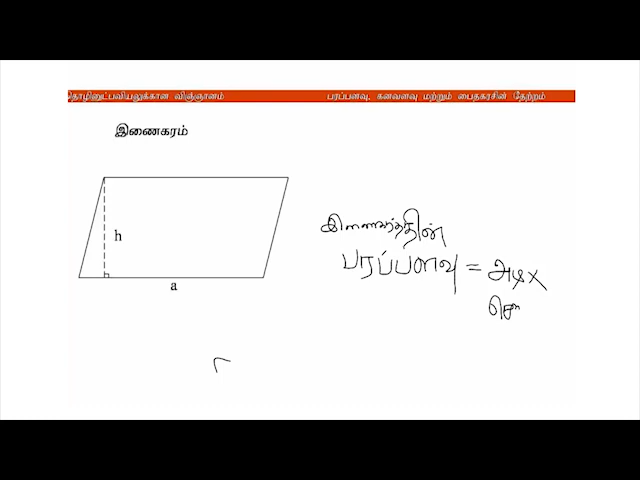 தொழினுட்பவியலுக்கான விஞ்ஞானம்
பரப்பளவு, கனவளவு மற்றும் பைதகரசின் தேற்றம்
இணைகரம்
h
a
இணைகரத்தின்
பரப்பளவு = அடி x
செ